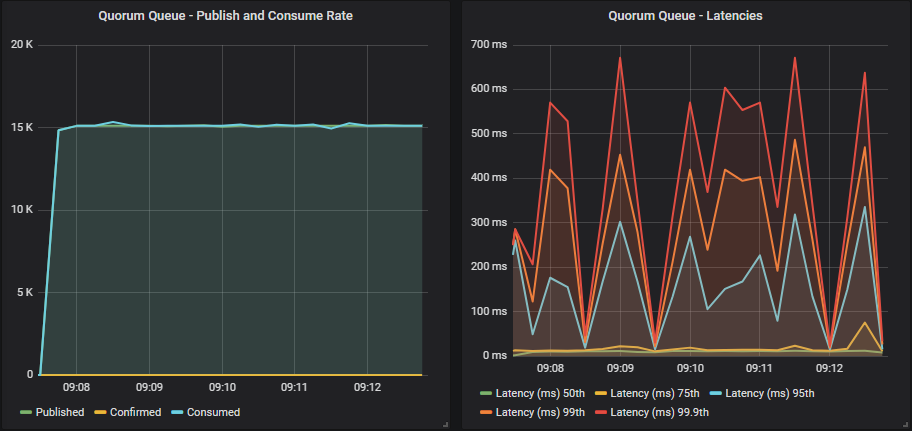 Quorum Queue - Publish and Consume Rate
20 K
15 K
10 K
5 K
0
09:08 09:09 09:10 09:11 09:12
Published Confirmed Consumed
Quorum Queue - Latencies
700 ms
600 ms
500 ms
400 ms
300 ms
200 ms
100 ms
0 ms
09:08 09:09 09:10 09:11 09:12
Latency (ms) 50th Latency (ms) 75th Latency (ms) 95th
Latency (ms) 99th Latency (ms) 99.9th